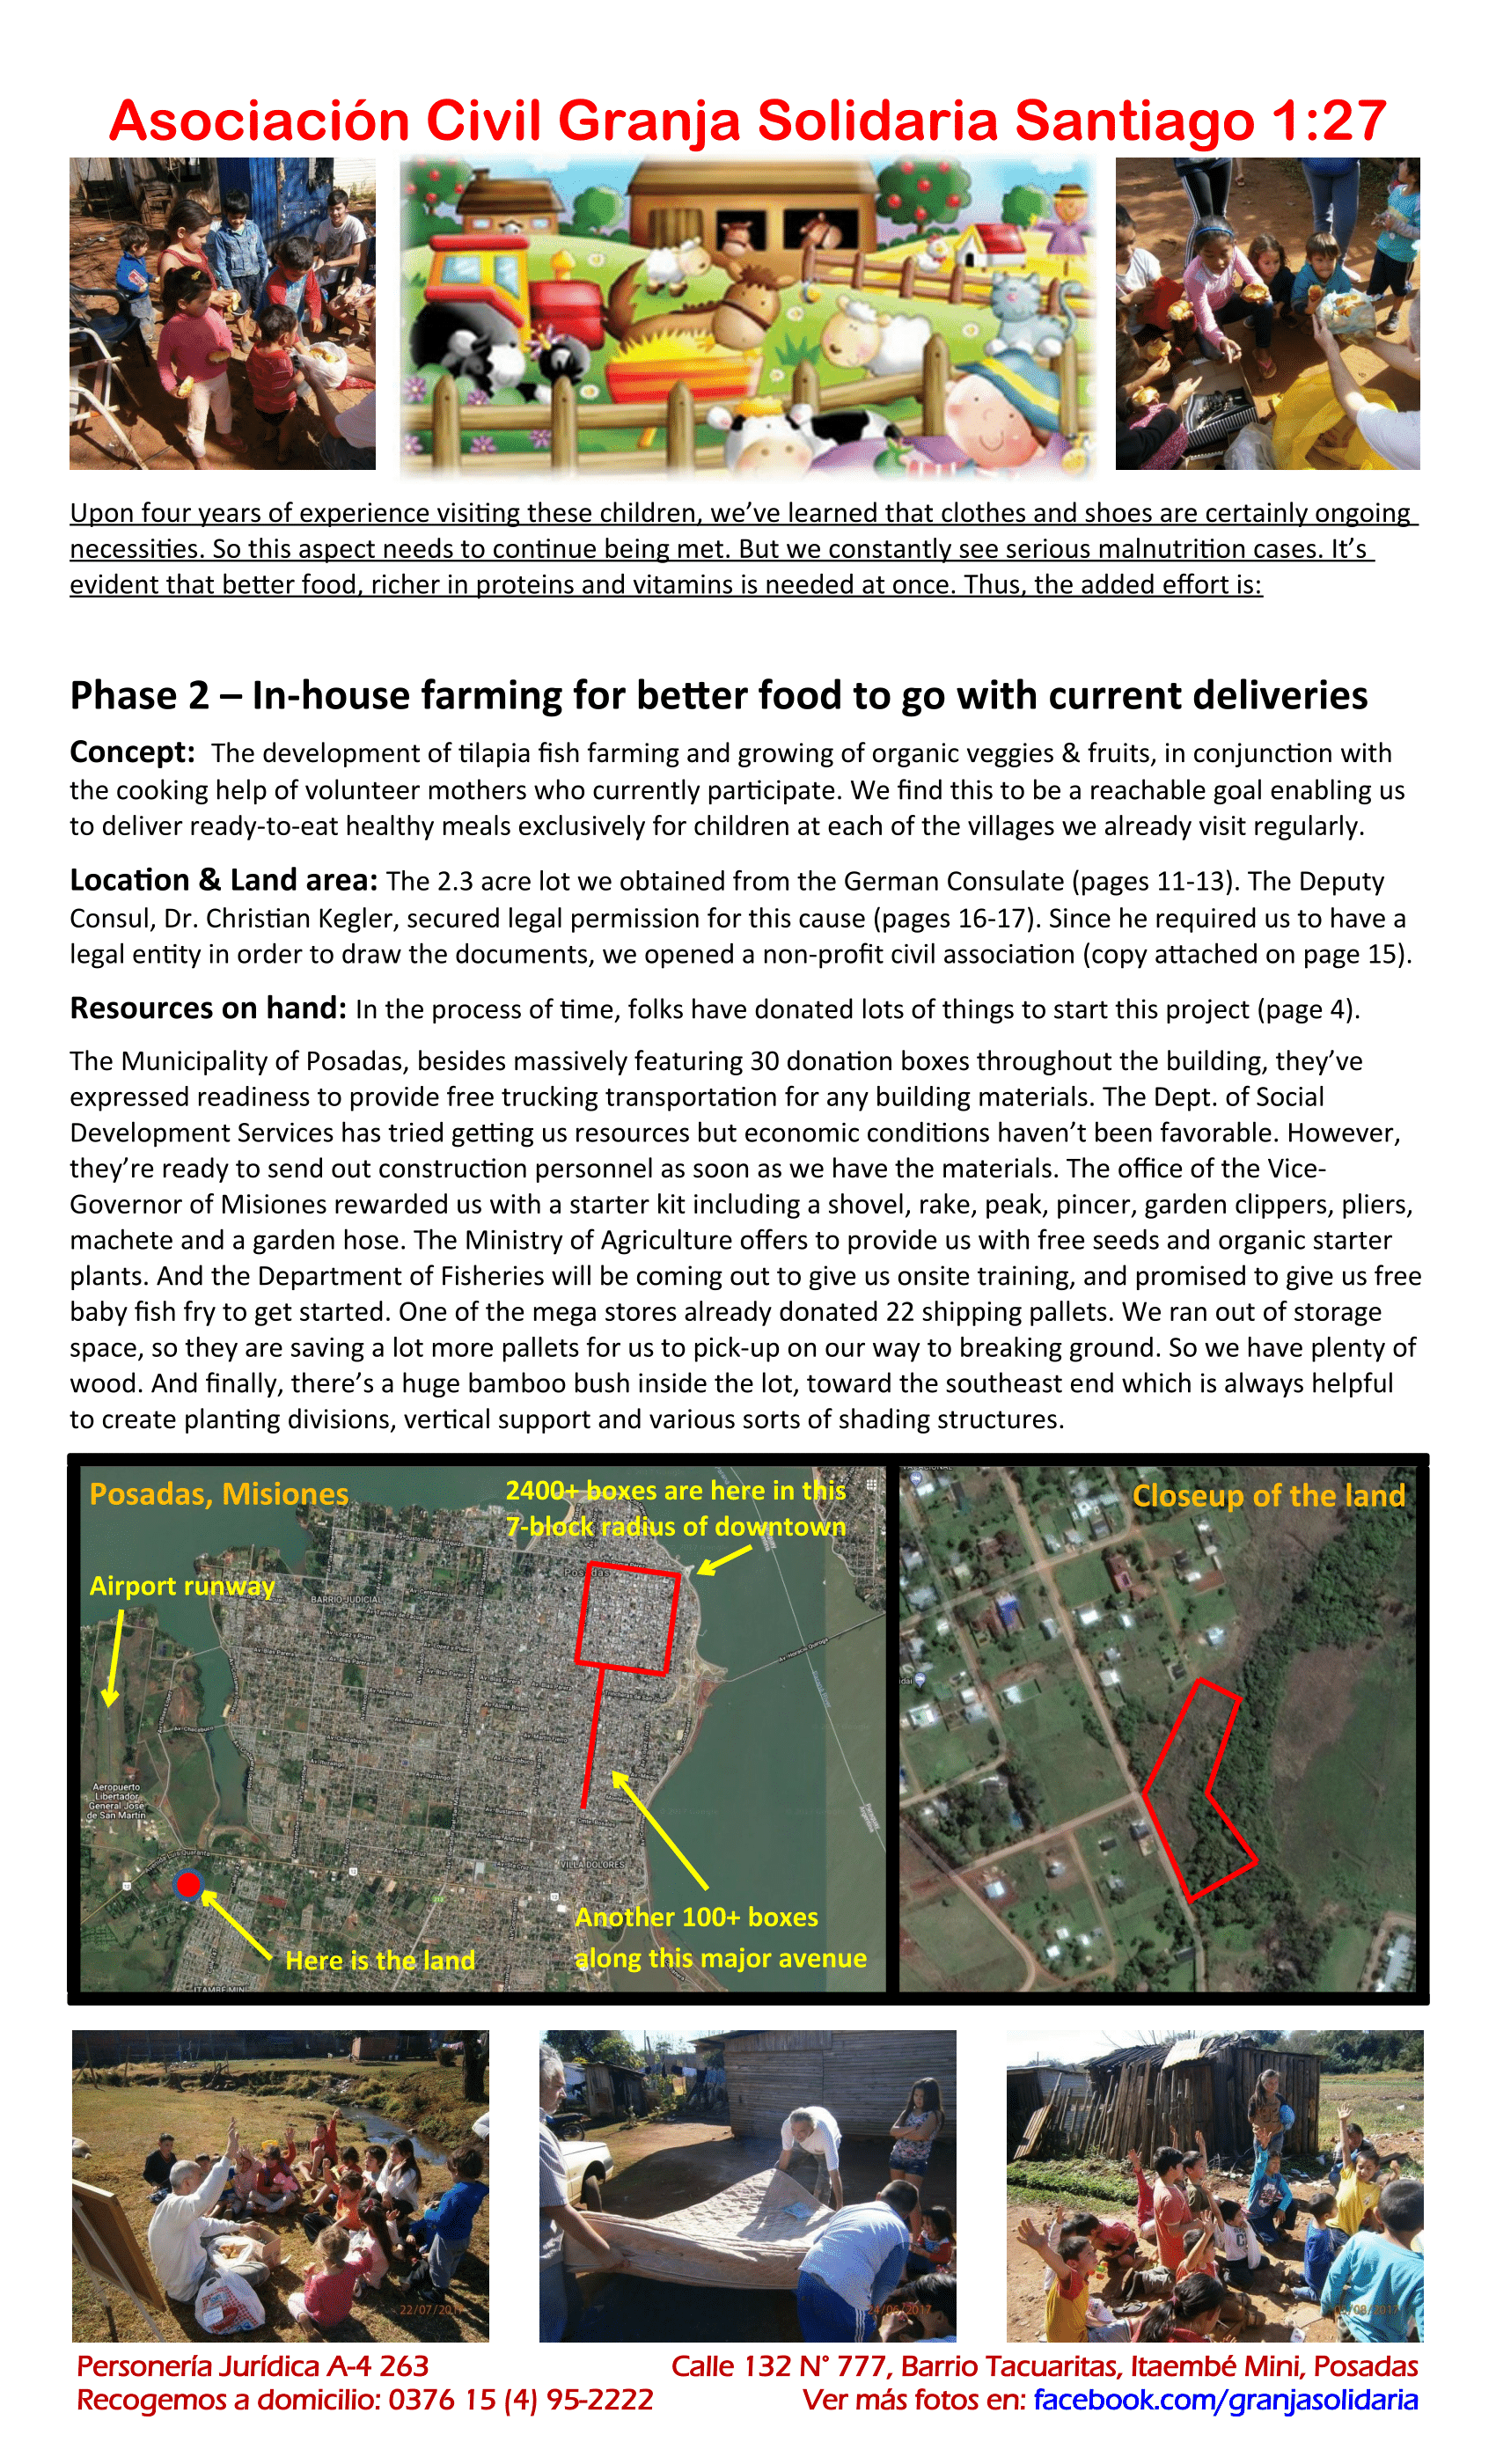 Asociación Civil Granja Solidaria Santiago 1:27
Upon four years of experience visiting these children, we’ve learned that clothes and shoes are certainly ongoing
necessities. So this aspect needs to continue being met. But we constantly see serious malnutrition cases. It’s
evident that better food, richer in proteins and vitamins is needed at once. Thus, the added effort is:
Phase 2 – In-house farming for better food to go with current deliveries
Concept: The development of tilapia fish farming and growing of organic veggies & fruits, in conjunction with
the cooking help of volunteer mothers who currently participate. We find this to be a reachable goal enabling us
to deliver ready-to-eat healthy meals exclusively for children at each of the villages we already visit regularly.
Location & Land area: The 2.3 acre lot we obtained from the German Consulate (pages 11-13). The Deputy
Consul, Dr. Christian Kegler, secured legal permission for this cause (pages 16-17). Since he required us to have a
legal entity in order to draw the documents, we opened a non-profit civil association (copy attached on page 15).
Resources on hand: In the process of time, folks have donated lots of things to start this project (page 4).
The Municipality of Posadas, besides massively featuring 30 donation boxes throughout the building, they’ve
expressed readiness to provide free trucking transportation for any building materials. The Dept. of Social
Development Services has tried getting us resources but economic conditions haven’t been favorable. However,
they’re ready to send out construction personnel as soon as we have the materials. The office of the Vice-
Governor of Misiones rewarded us with a starter kit including a shovel, rake, peak, pincer, garden clippers, pliers,
machete and a garden hose. The Ministry of Agriculture offers to provide us with free seeds and organic starter
plants. And the Department of Fisheries will be coming out to give us onsite training, and promised to give us free
baby fish fry to get started. One of the mega stores already donated 22 shipping pallets. We ran out of storage
space, so they are saving a lot more pallets for us to pick-up on our way to breaking ground. So we have plenty of
wood. And finally, there’s a huge bamboo bush inside the lot, toward the southeast end which is always helpful
to create planting divisions, vertical support and various sorts of shading structures.
Posadas, Misiones
2400+ boxes are here in this
7-block radius of downtown
Closeup of the land
Airport runway
Posadas
BARRIO JUDICIAL
Aeropuerto
Libertador
General José
de San Martín
VILLA DOLORES
Another 100+ boxes
along this major avenue
Here is the land
ITAMBE MINI
22/07/2017
24/06/2017
05/08/2017
Personería Jurídica A-4 263
Calle 132 N° 777, Barrio Tacuaritas, Itaembé Mini, Posadas
Recogemos a domicilio: 0376 15 (4) 95-2222
Ver más fotos en: facebook.com/granjasolidaria